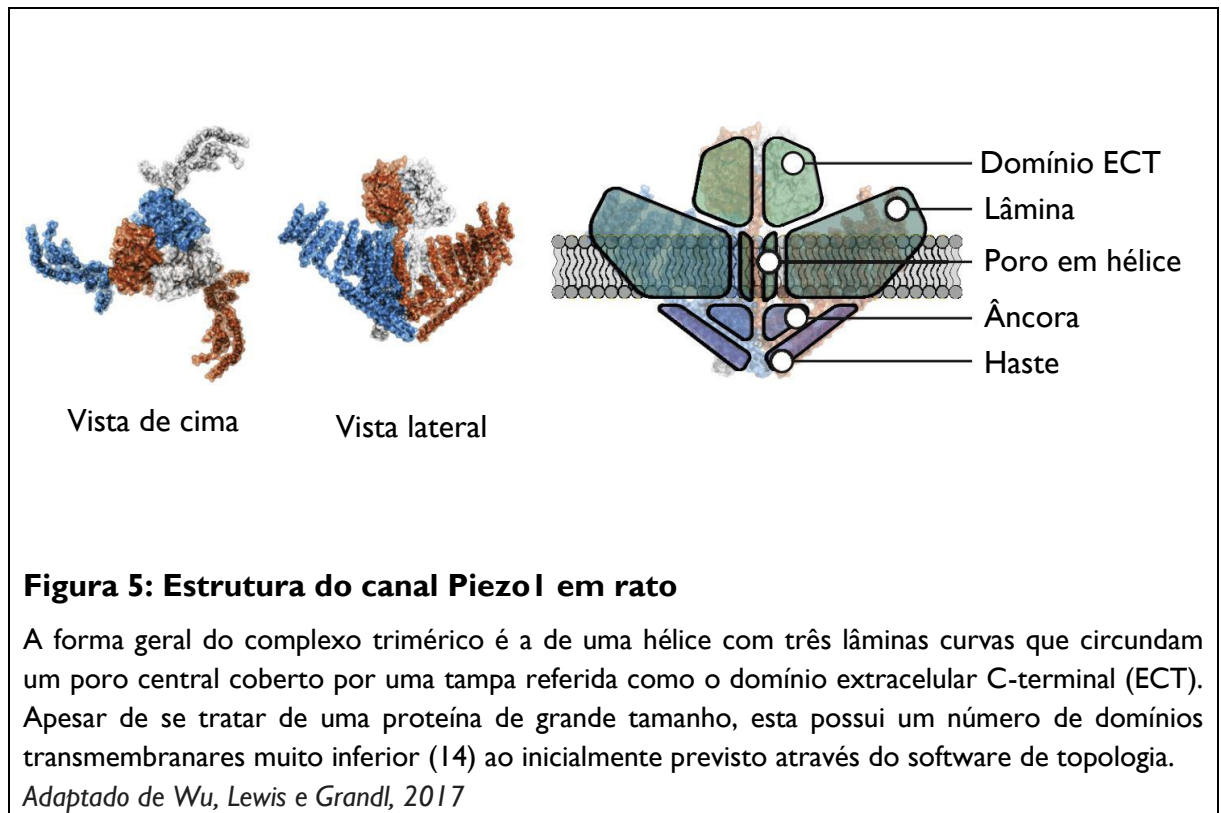 Domínio ECT
Lâmina
Poro em hélice
Âncora
Haste
Vista de cima
Vista lateral
Figura 5: Estrutura do canal Piezo1 em rato
A forma geral do complexo trimérico é a de uma hélice com três lâminas curvas que circundam
um poro central coberto por uma tampa referida como o domínio extracelular C-terminal (ECT).
Apesar de se tratar de uma proteína de grande tamanho, esta possui um número de domínios
transmembranares muito inferior (14) ao inicialmente previsto através do software de topologia.
Adaptado de Wu, Lewis e Grandl, 2017